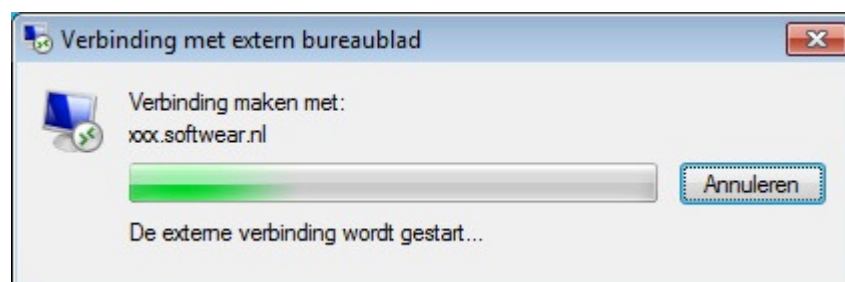 Verbinding met extern bureaublad
Verbinding maken met:
xxx.softwear.nl
Annuleren
De externe verbinding wordt gestart...